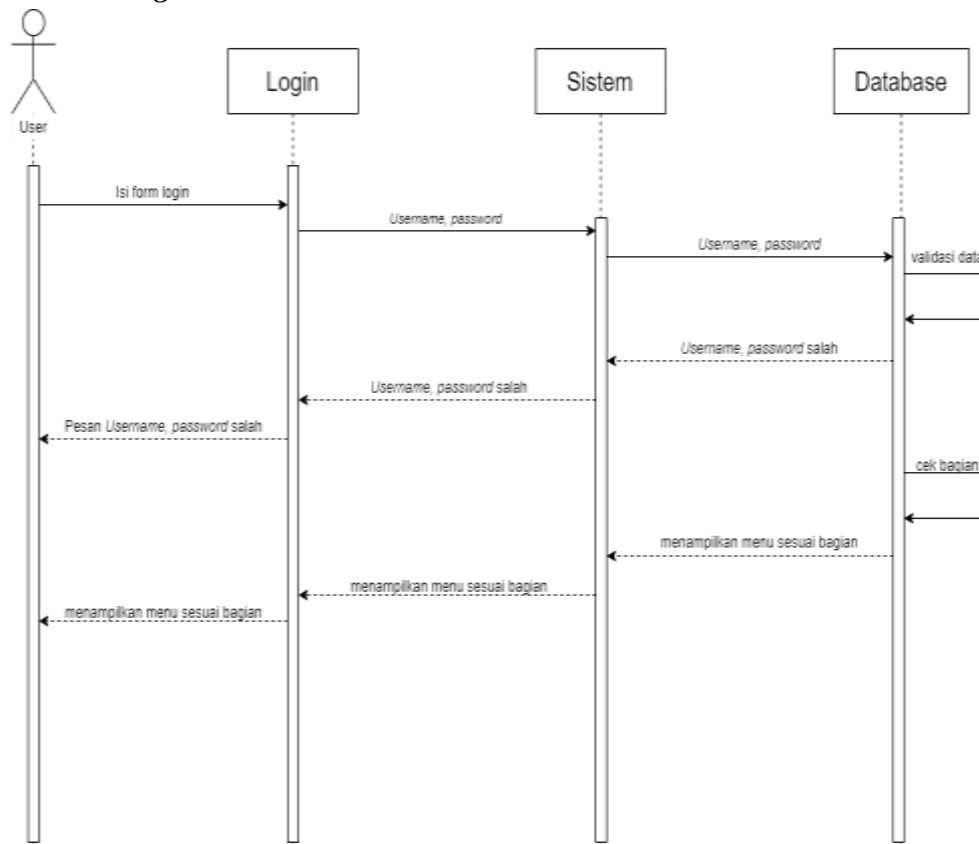 Login
Sistem
Database
User
Isi form login
Username, password
Username, password
validasi data
Username, password salah
Username, password salah
Pesan Username, password salah
cek bagian
menampilkan menu sesuai bagian
menampilkan menu sesuai bagian
menampilkan menu sesuai bagian